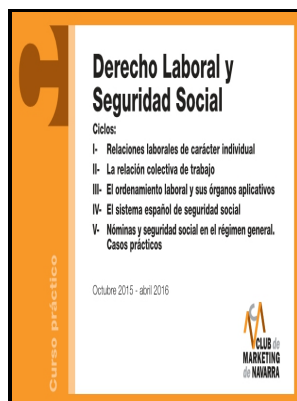 Derecho Laboral y
Seguridad Social
Ciclos:
I- Relaciones laborales de carácter individual
II- La relación colectiva de trabajo
III- El ordenamiento laboral y sus órganos aplicativos
IV- El sistema español de seguridad social
V- Nóminas y seguridad social en el régimen general.
Casos prácticos
Octubre 2015 - abril 2016
Curso práctico
CLUB de
MARKETING
de NAVARRA